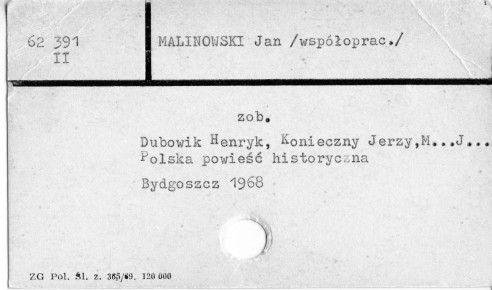 62 391
II
MALINOWSKI Jan /współoprac./
zob.
Dubowik Henryk, Konieczny Jerzy,M...J...
Polska powieść historyczna
Bydgoszcz 1968
ZG Pol. Śl. z. 365/69. 120 000